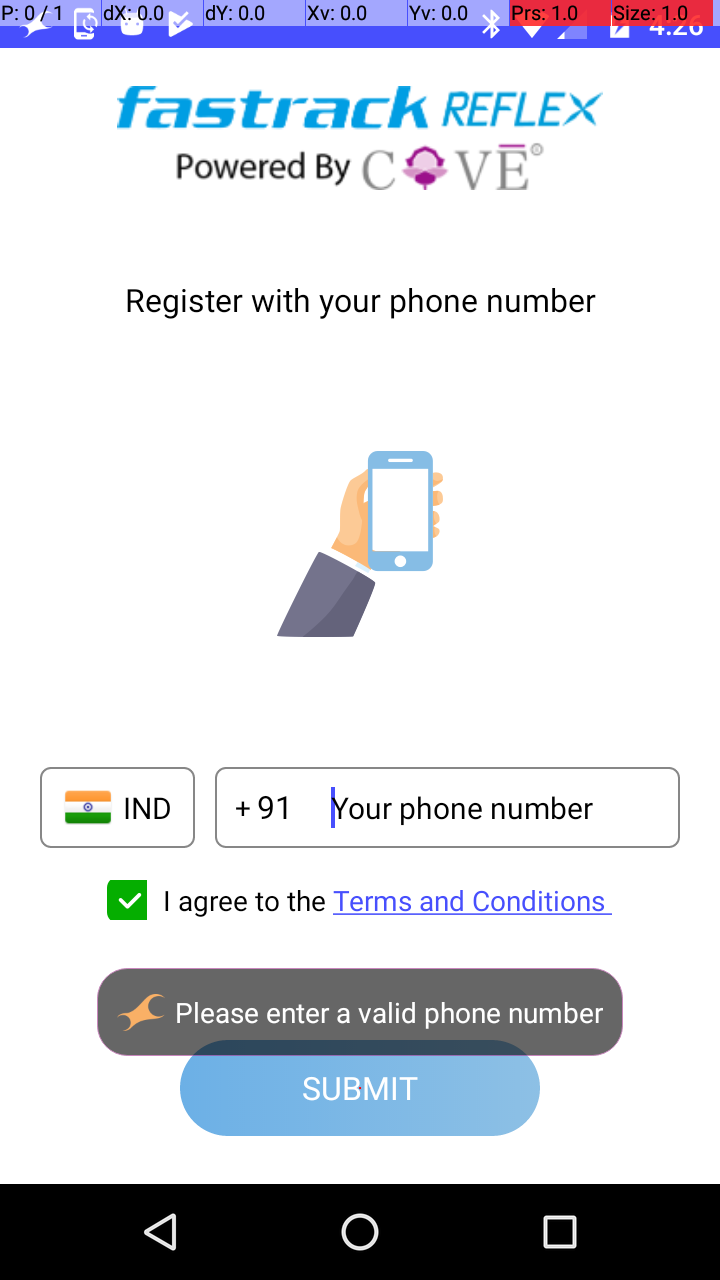 P: 0 / 1 dX: 0.0 dY: 0.0 Xv: 0.0 Yv: 0.0 Prs: 1.0 Size: 1.0
4:26
fastrack REFLEX
Powered By COVĒ®
Register with your phone number
IND + 91 Your phone number
I agree to the Terms and Conditions
Please enter a valid phone number
SUBMIT